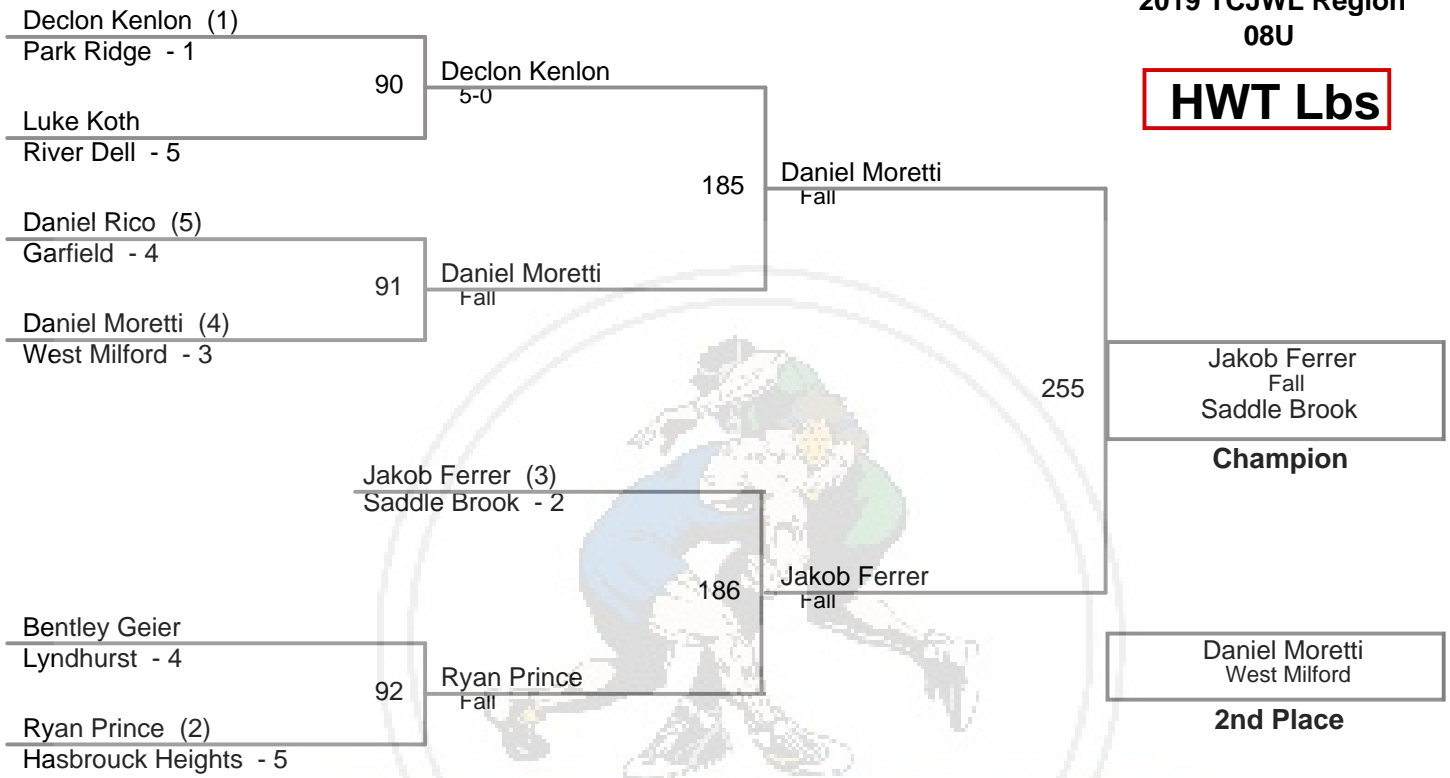 2019 TCJWL Region
08U
HWT Lbs
Declon Kenlon (1)
Park Ridge - 1
90
Declon Kenlon
5-0
Luke Koth
River Dell - 5
185
Daniel Moretti
Fall
Daniel Rico (5)
Garfield - 4
91
Daniel Moretti
Fall
Daniel Moretti (4)
West Milford - 3
255
Jakob Ferrer
Fall
Saddle Brook
Champion
Jakob Ferrer (3)
Saddle Brook - 2
186
Jakob Ferrer
Fall
Bentley Geier
Lyndhurst - 4
92
Ryan Prince
Fall
Ryan Prince (2)
Hasbrouck Heights - 5
Daniel Moretti
West Milford
2nd Place